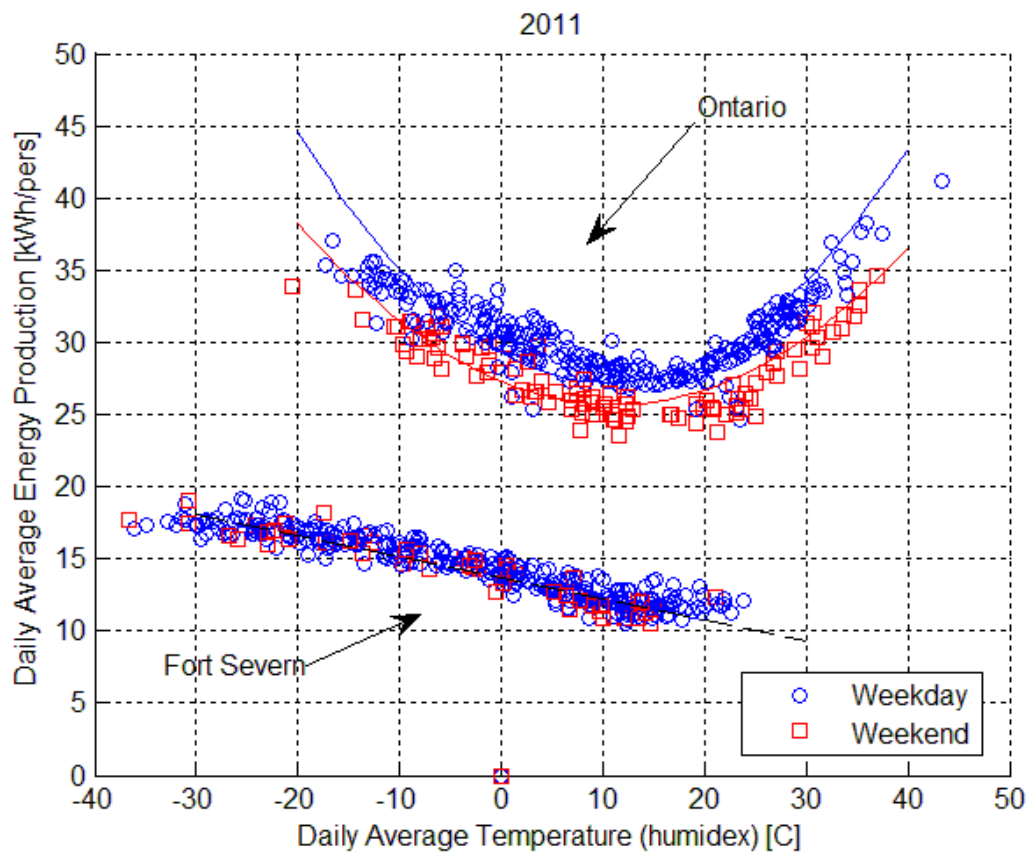 2011
50
45
40
35
30
25
20
15
10
5
0
Daily Average Energy Production [kWh/pers]
Ontario
Fort Severn
Weekday
Weekend
-40 -30 -20 -10 0 10 20 30 40 50
Daily Average Temperature (humidex) [C]